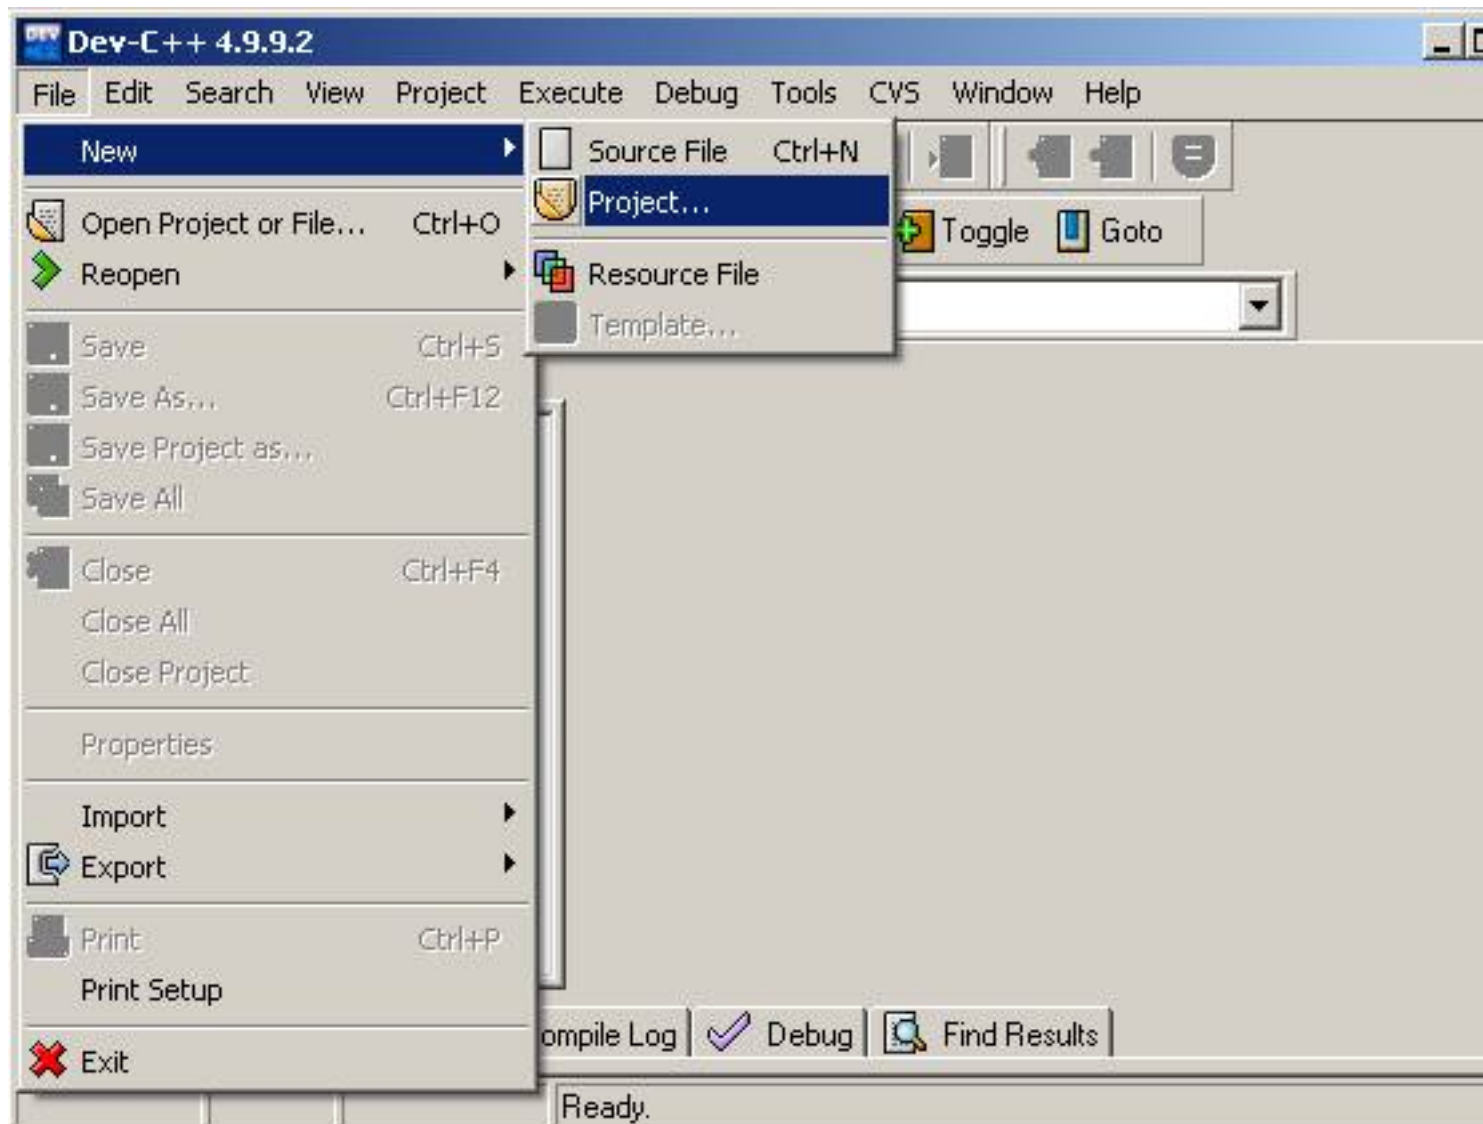 Dev-C++ 4.9.9.2
File Edit Search View Project Execute Debug Tools CVS Window Help
New
Source File Ctrl+N
Project...
Resource File
Template...
Toggle Goto
Open Project or File... Ctrl+O
Reopen
Save Ctrl+S
Save As... Ctrl+F12
Save Project as...
Save All
Close Ctrl+F4
Close All
Close Project
Properties
Import
Export
Print Ctrl+P
Print Setup
Exit
ompile Log Debug Find Results
Ready.